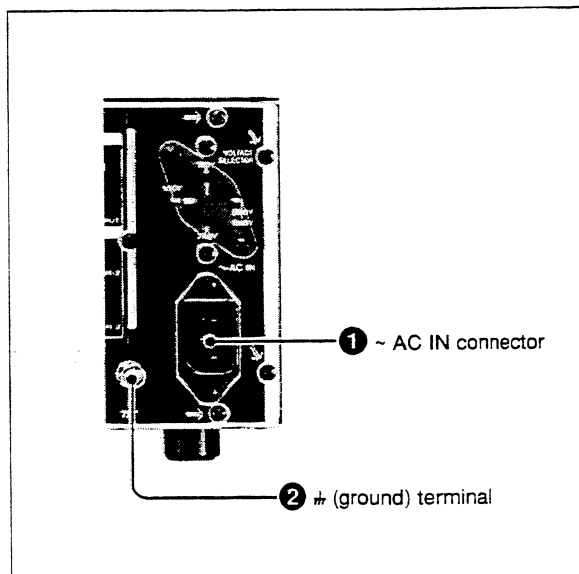 VOLTAGE
SELECTOR
~AC IN
1 ~ AC IN connector
2 ⏚ (ground) terminal